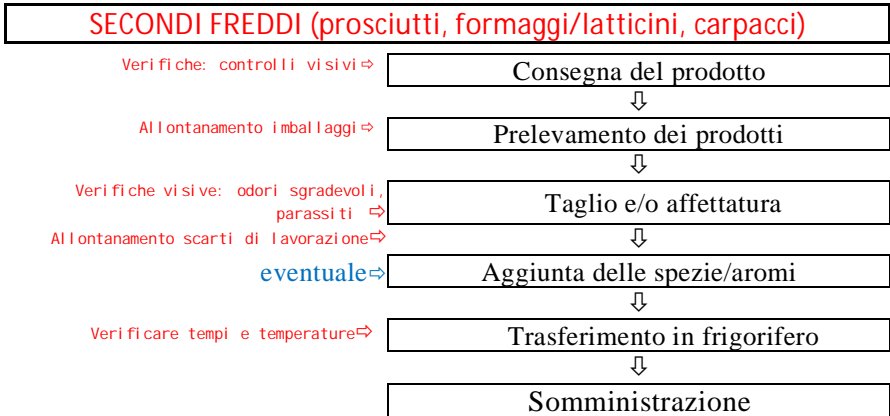 SECONDI FREDDI (prosciutti, formaggi/latticini, carpacci)
Verifiche: controlli visivi⇨ Consegna del prodotto
⇩
Allontanamento imballaggi⇨ Prelevamento dei prodotti
⇩
Verifiche visive: odori sgradevoli,
parassiti ⇨ Taglio e/o affettatura
Allontanamento scarti di lavorazione⇨ ⇩
eventuale⇨ Aggiunta delle spezie/aromi
⇩
Verificare tempi e temperature⇨ Trasferimento in frigorifero
⇩
Somministrazione